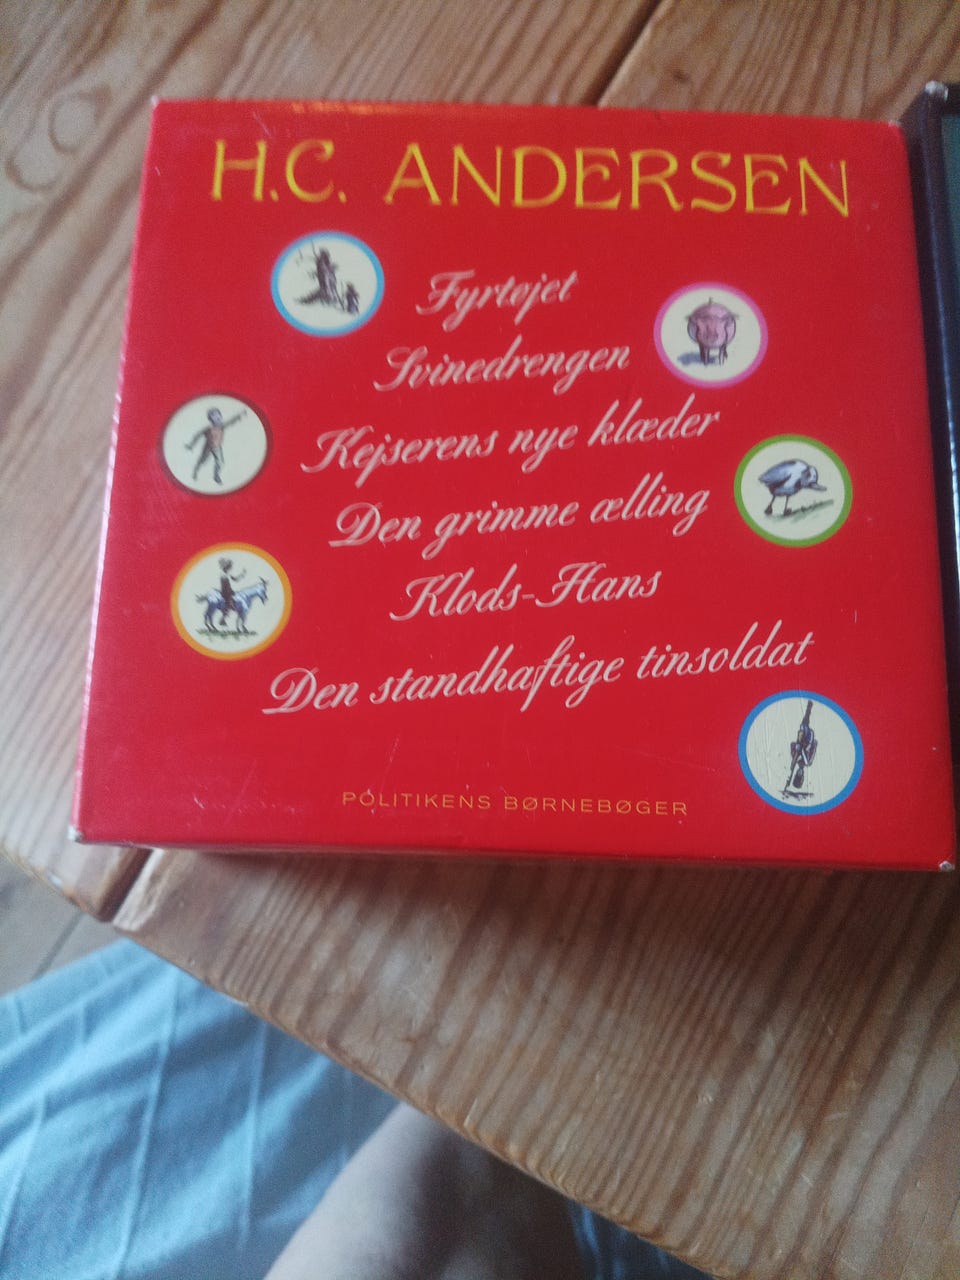 H.C. ANDERSEN
Fyrtøjet
Svinedrengen
Kejserens nye klæder
Den grimme ælling
Klods-Hans
Den standhaftige tinsoldat
POLITIKENS BØRNEBØGER